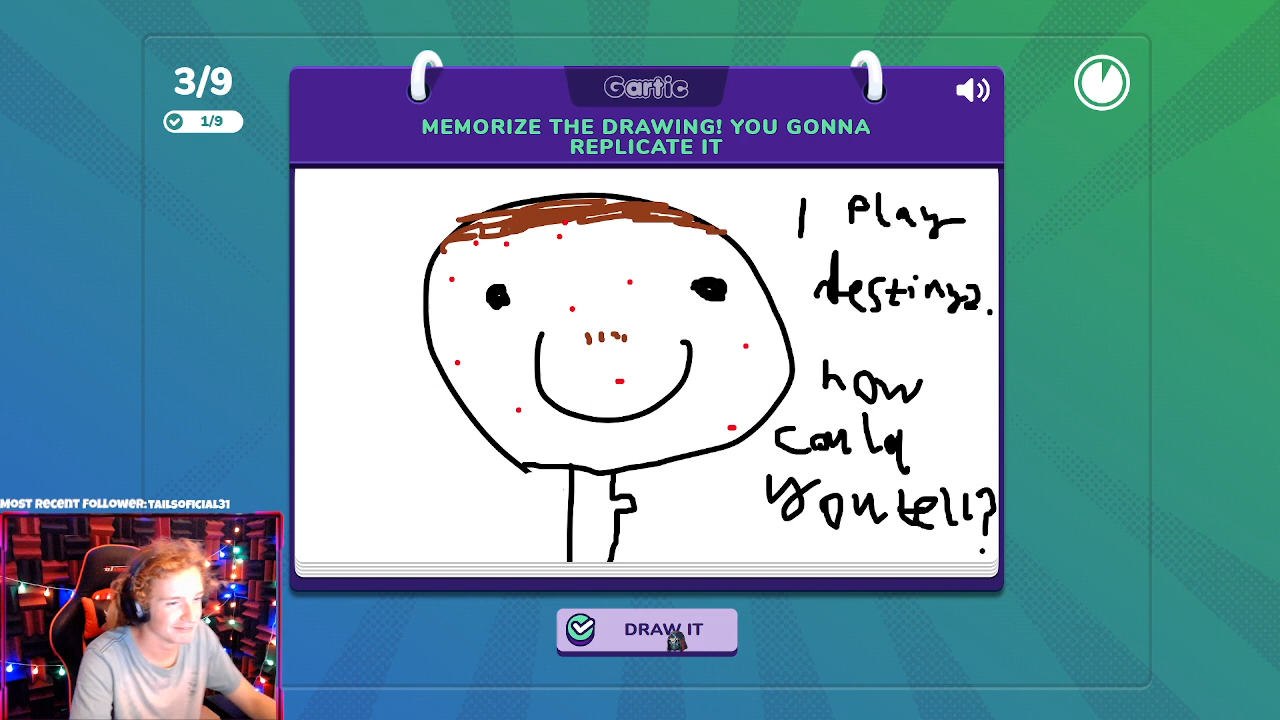 3/9
1/9
Gartic
MEMORIZE THE DRAWING! YOU GONNA
REPLICATE IT
I Play
destiny2.
how
could
you tell?
MOST RECENT FOLLOWER: TAILSOFICIAL31
DRAW IT